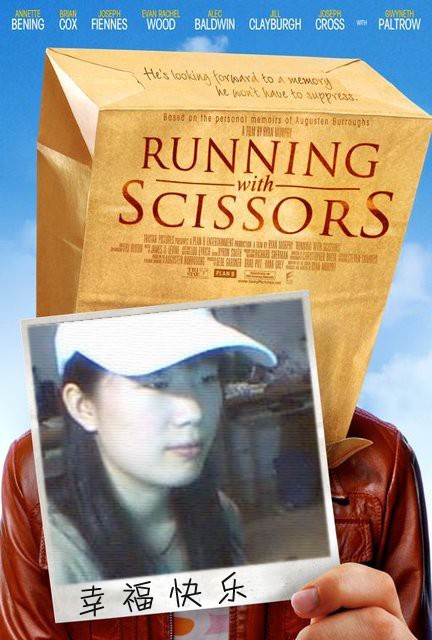 ANNETTE BENING BRIAN COX JOSEPH FIENNES EVAN RACHEL WOOD ALEC BALDWIN JILL CLAYBURGH JOSEPH CROSS WITH GWYNETH PALTROW
He's looking forward to a memory
he won't have to suppress.
Based on the personal memoirs of Augusten Burroughs
A FILM BY RYAN MURPHY
RUNNING
with
SCISSORS
PLAN B
幸福快乐